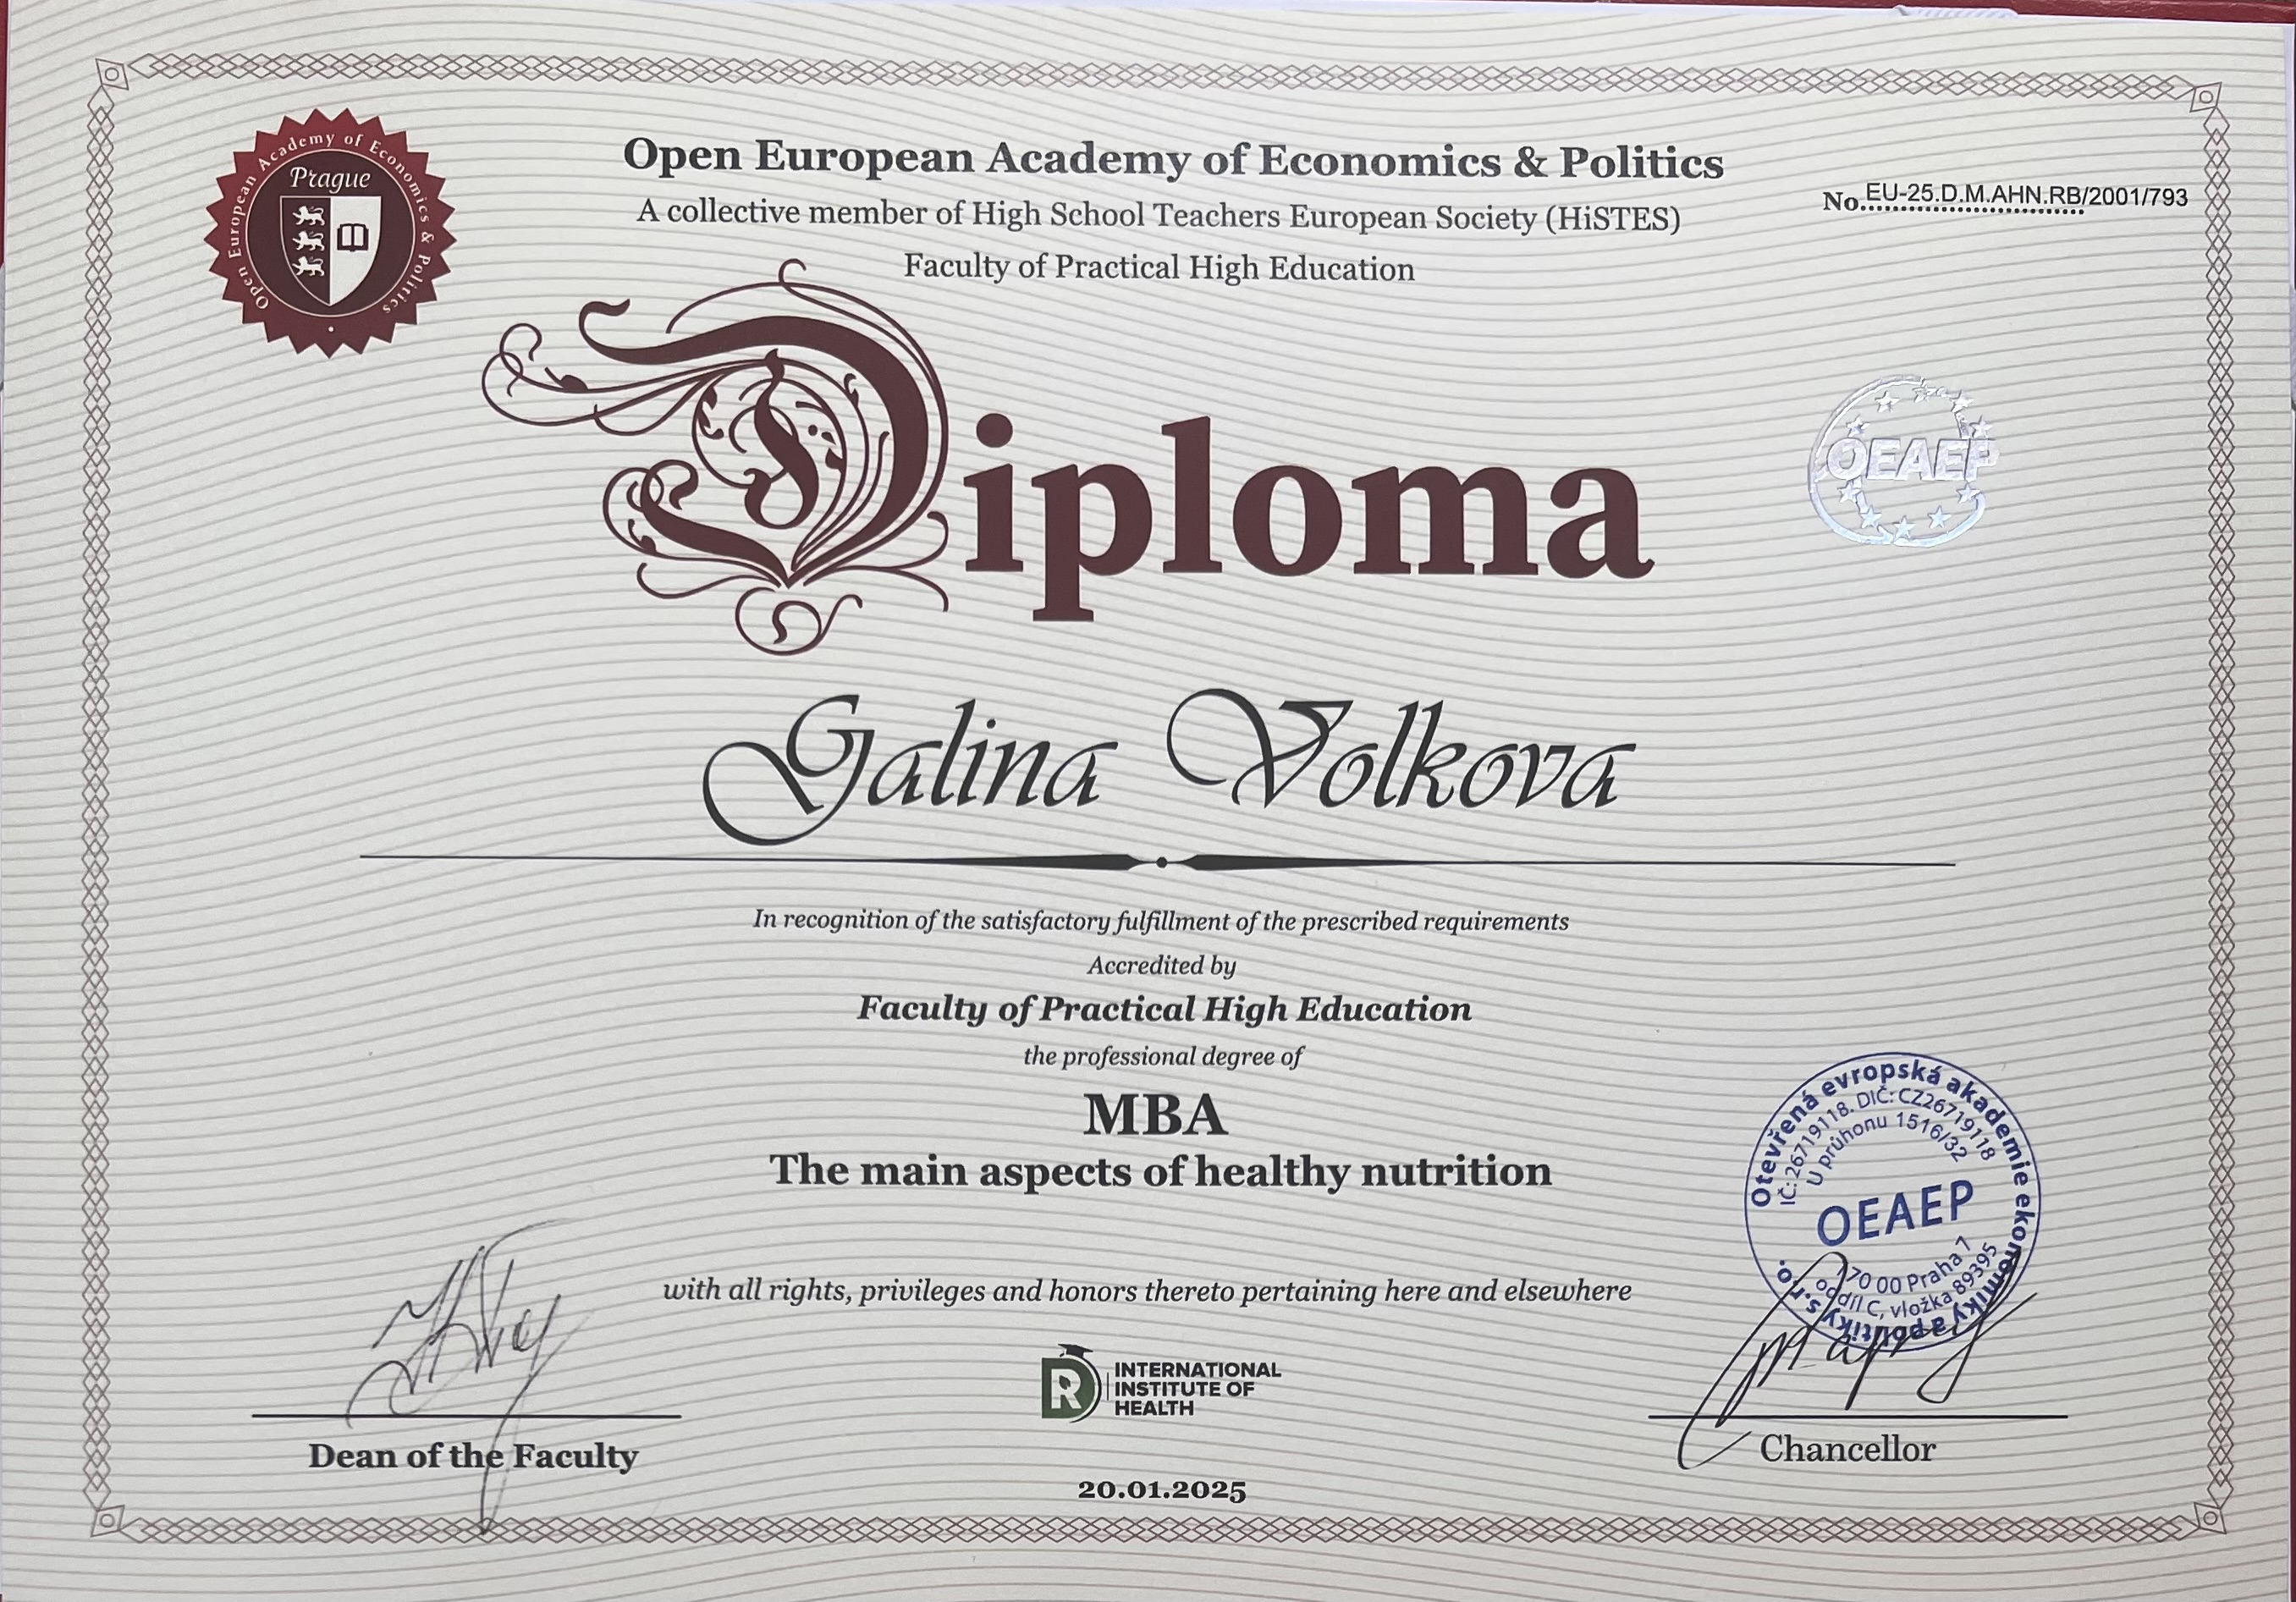 Open European Academy of Economics & Politics
Prague
Open European Academy of Economics & Politics
A collective member of High School Teachers European Society (HiSTES)
No. EU-25.D.M.AHN.RB/2001/793
Faculty of Practical High Education
Diploma
OEAEP
Galina Volkova
In recognition of the satisfactory fulfillment of the prescribed requirements
Accredited by
Faculty of Practical High Education
the professional degree of
MBA
The main aspects of healthy nutrition
Otevřená evropská akademie ekonomiky a politiky s.r.o.
IČ: 26719118. DIČ: CZ26719118
U průhonu 1516/32
OEAEP
170 00 Praha 7
oddíl C, vložka 89395
with all rights, privileges and honors thereto pertaining here and elsewhere
R
INTERNATIONAL
INSTITUTE OF
HEALTH
Dean of the Faculty
Chancellor
20.01.2025